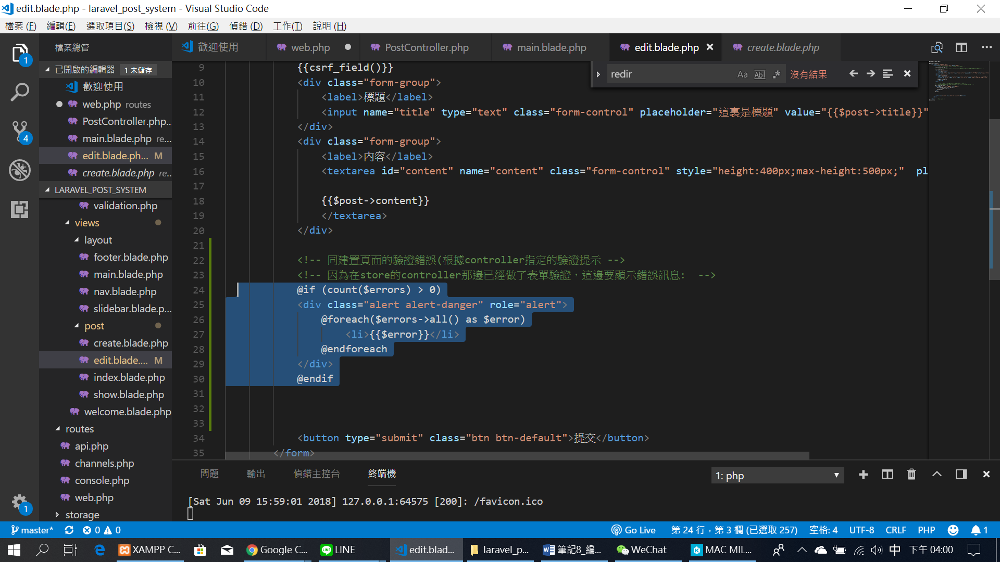 edit.blade.php - laravel_post_system - Visual Studio Code
檔案 (F) 編輯(E) 選取項目(S) 檢視 (V) 前往(G) 偵錯 (D) 工作(T) 說明 (H)
檔案總管
歡迎使用 web.php PostController.php main.blade.php edit.blade.php create.blade.php
已開啟的編輯器 1 未儲存
歡迎使用
web.php routes
PostController.php...
main.blade.php re...
edit.blade.ph... M
create.blade.php re...
LARAVEL_POST_SYSTEM
validation.php
views
layout
footer.blade.php
main.blade.php
nav.blade.php
slidebar.blade.p...
post
create.blade.php
edit.blade.... M
index.blade.php
show.blade.php
welcome.blade.php
routes
api.php
channels.php
console.php
web.php
storage
1
4
1
redir Aa Abl .* 沒有結果
9 {{csrf_field()}}
10 <div class="form-group">
11 <label>標題</label>
12 <input name="title" type="text" class="form-control" placeholder="這裏是標題" value="{{$post->title}}"
13 </div>
14 <div class="form-group">
15 <label>內容</label>
16 <textarea id="content" name="content" class="form-control" style="height:400px;max-height:500px;"  pl
17
18 {{$post->content}}
19 </textarea>
20 </div>
21
22 <!-- 同建置頁面的驗證錯誤(根據controller指定的驗證提示 -->
23 <!-- 因為在store的controller那邊已經做了表單驗證，這邊要顯示錯誤訊息:  -->
24 @if (count($errors) > 0)
25 <div class="alert alert-danger" role="alert">
26 @foreach($errors->all() as $error)
27 <li>{{$error}}</li>
28 @endforeach
29 </div>
30 @endif
31
32
33
34 <button type="submit" class="btn btn-default">提交</button>
35 </form>
問題 輸出 偵錯主控台 終端機 1: php
[Sat Jun 09 15:59:01 2018] 127.0.0.1:64575 [200]: /favicon.ico
master* 0 0 Go Live 第 24 行，第 3 欄 (已選取 257) 空格: 4 UTF-8 CRLF PHP 1
XAMPP C... Google C... LINE edit.blad... laravel_p... 筆記8_編... WeChat MAC MIL... 中 下午 04:00